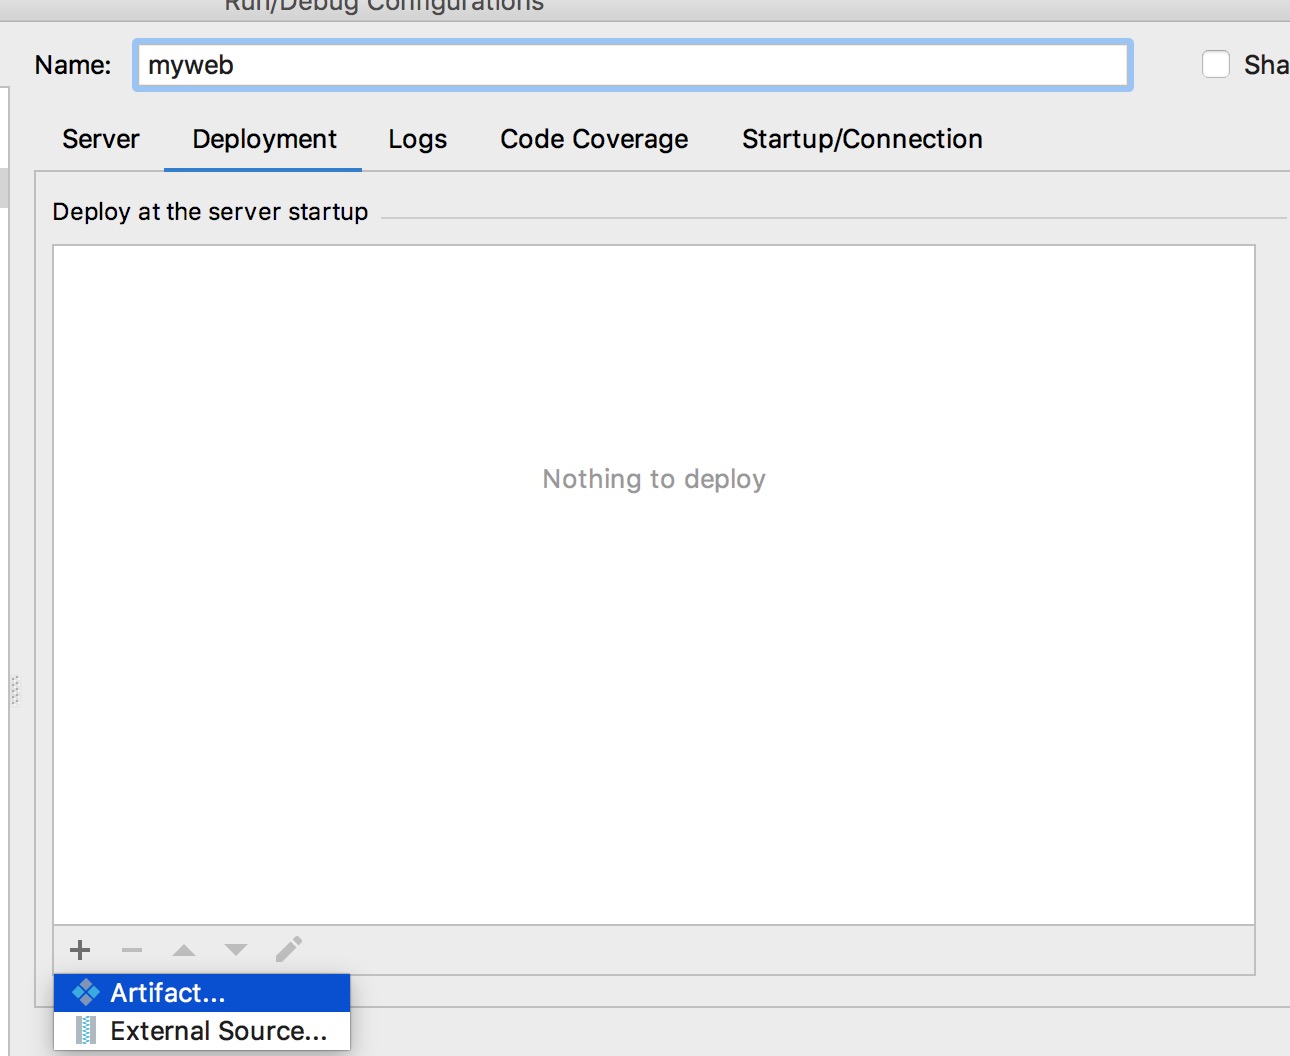 Run/Debug Configurations
Name: myweb Sha
Server Deployment Logs Code Coverage Startup/Connection
Deploy at the server startup
Nothing to deploy
Artifact...
External Source...